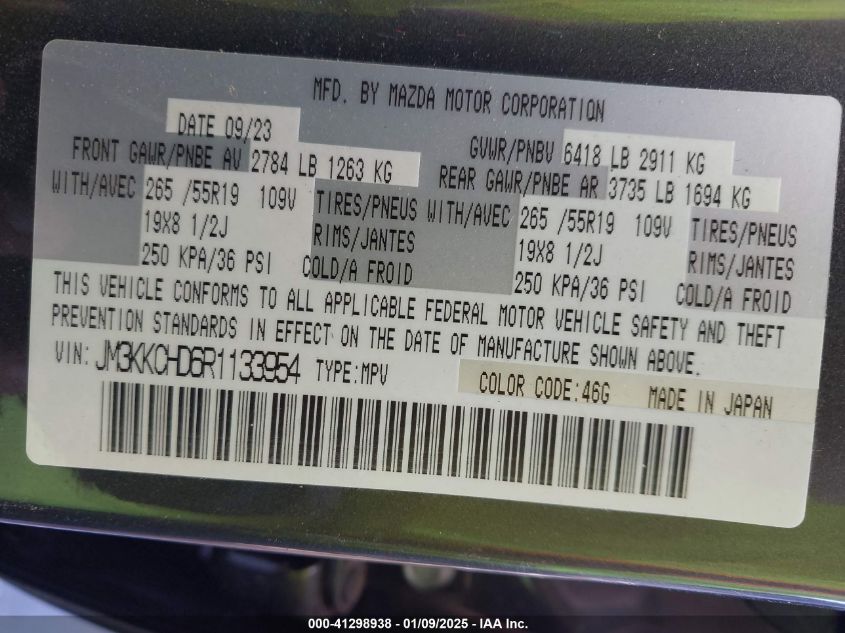 MFD. BY MAZDA MOTOR CORPORATION
DATE 09/23 GVWR/PNBV 6418 LB 2911 KG
FRONT GAWR/PNBE AV 2784 LB 1263 KG REAR GAWR/PNBE AR 3735 LB 1694 KG
WITH/AVEC 265 /55R19 109V TIRES/PNEUS WITH/AVEC 265 /55R19 109V TIRES/PNEUS
19X8 1/2J RIMS/JANTES 19X8 1/2J RIMS/JANTES
250 KPA/36 PSI COLD/A FROID 250 KPA/36 PSI COLD/A FROID
THIS VEHICLE CONFORMS TO ALL APPLICABLE FEDERAL MOTOR VEHICLE SAFETY AND THEFT
PREVENTION STANDARDS IN EFFECT ON THE DATE OF MANUFACTURE SHOWN ABOVE.
VIN: JM3KKCHD6R1133954 TYPE:MPV COLOR CODE:46G MADE IN JAPAN
000-41298938 - 01/09/2025 - IAAI Inc.